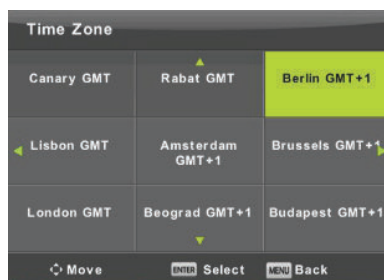 Time Zone
Canary GMT
Rabat GMT
Berlin GMT+1
Lisbon GMT
Amsterdam
GMT+1
Brussels GMT+1
London GMT
Beograd GMT+1
Budapest GMT+1
Move
ENTER Select
MENU Back